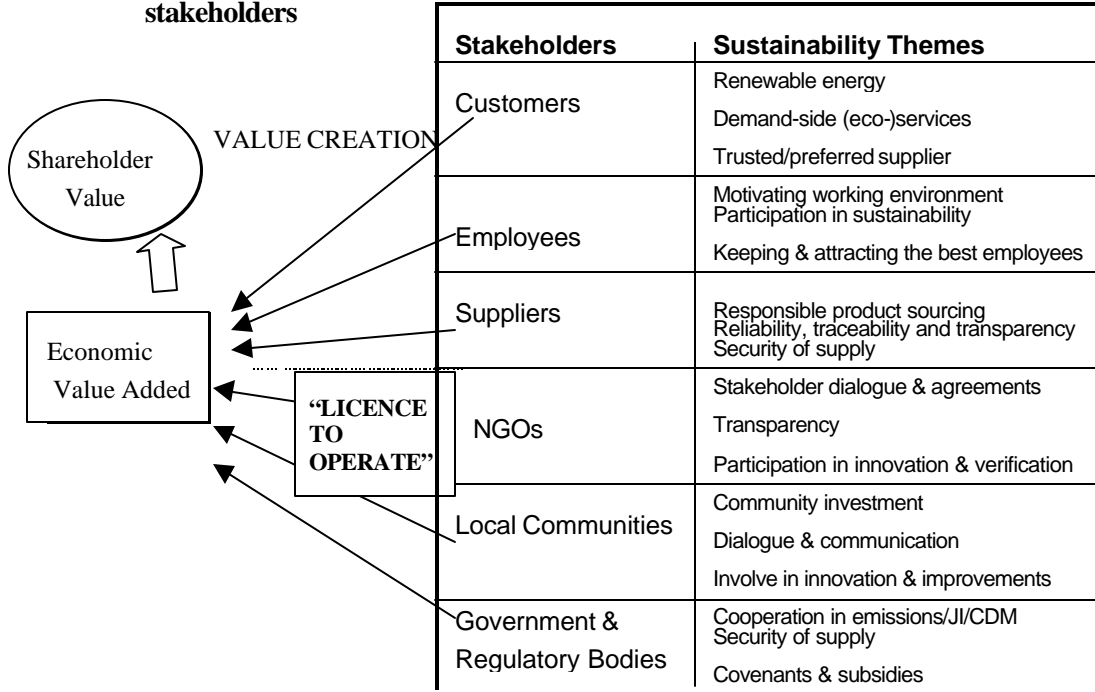 stakeholders
Stakeholders Sustainability Themes
Customers
Renewable energy
Demand-side (eco-)services
Trusted/preferred supplier
Employees
Motivating working environment
Participation in sustainability
Keeping & attracting the best employees
Suppliers
Responsible product sourcing
Reliability, traceability and transparency
Security of supply
NGOs
Stakeholder dialogue & agreements
Transparency
Participation in innovation & verification
Local Communities
Community investment
Dialogue & communication
Involve in innovation & improvements
Government &
Regulatory Bodies
Cooperation in emissions/JI/CDM
Security of supply
Covenants & subsidies
VALUE CREATION
Shareholder
Value
Economic
Value Added
“LICENCE
TO
OPERATE”